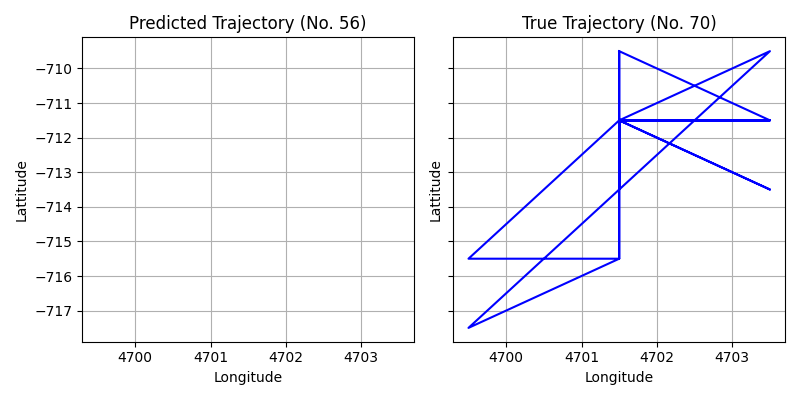 Predicted Trajectory (No. 56)
True Trajectory (No. 70)
Lattitude
−710
−711
−712
−713
−714
−715
−716
−717
4700
4701
4702
4703
Longitude
Lattitude
4700
4701
4702
4703
Longitude